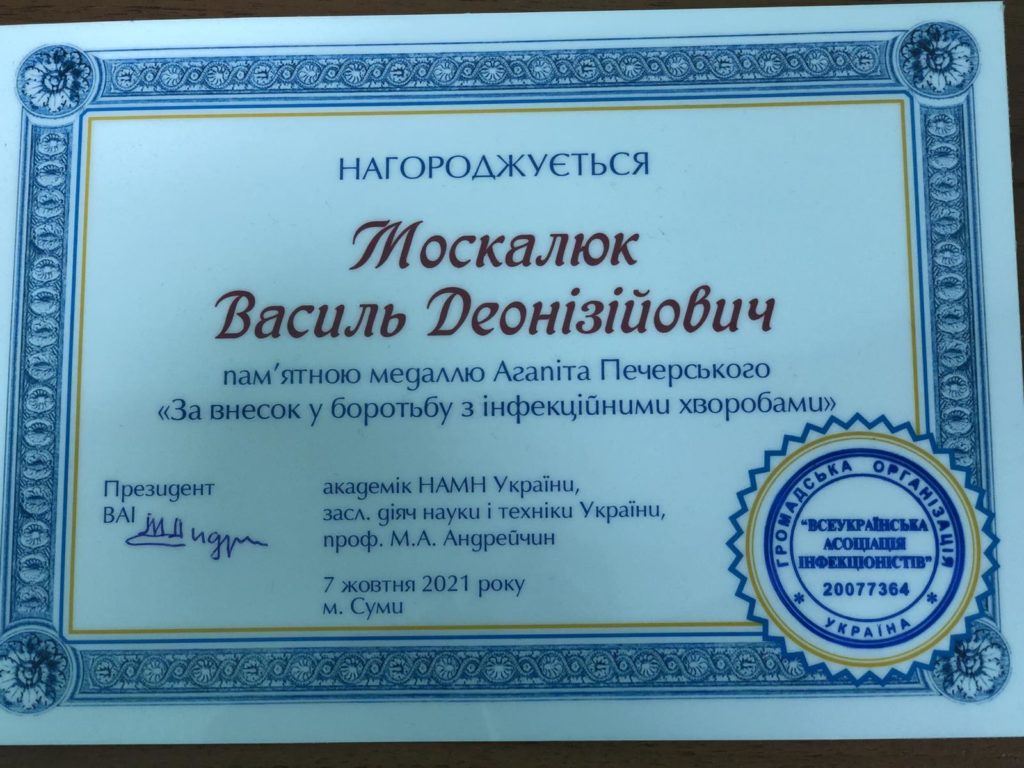 НАГОРОДЖУЄТЬСЯ
Москалюк
Василь Деонізійович
пам'ятною медаллю Агапіта Печерського
«За внесок у боротьбу з інфекційними хворобами»
Президент
ВАІ
академік НАМН України,
засл. діяч науки і техніки України,
проф. М.А. Андрейчин
7 жовтня 2021 року
м. Суми
ГРОМАДСЬКА ОРГАНІЗАЦІЯ
"ВСЕУКРАЇНСЬКА
АСОЦІАЦІЯ
ІНФЕКЦІОНІСТІВ"
20077364
* УКРАЇНА *